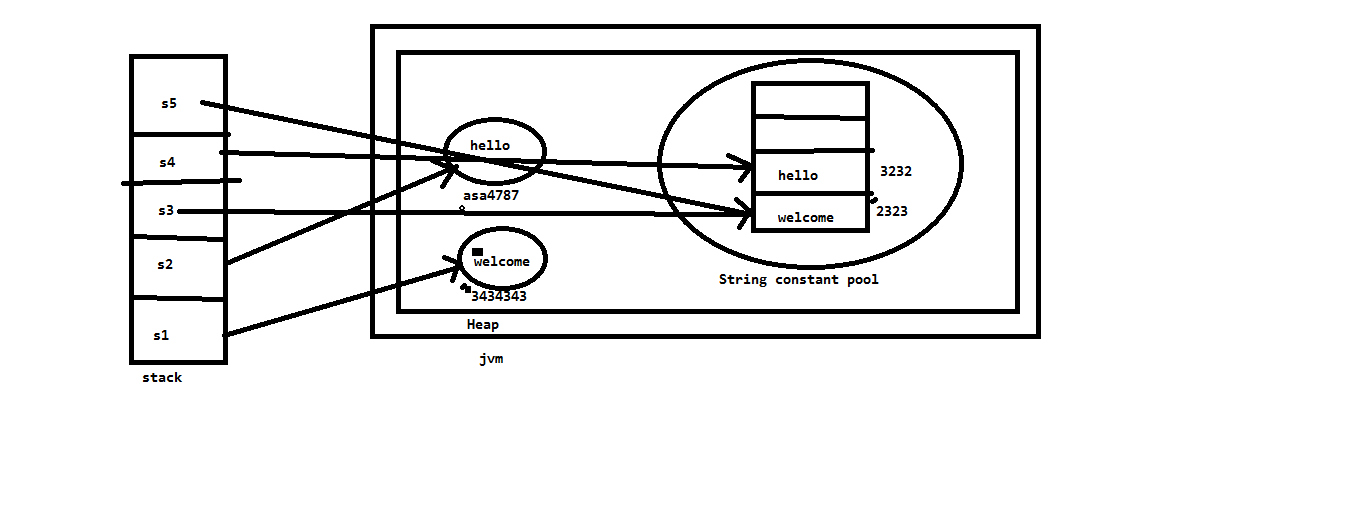 s5
s4
s3
s2
s1
stack
hello
asa4787
welcome
3434343
Heap
jvm
hello
3232
welcome
2323
String constant pool